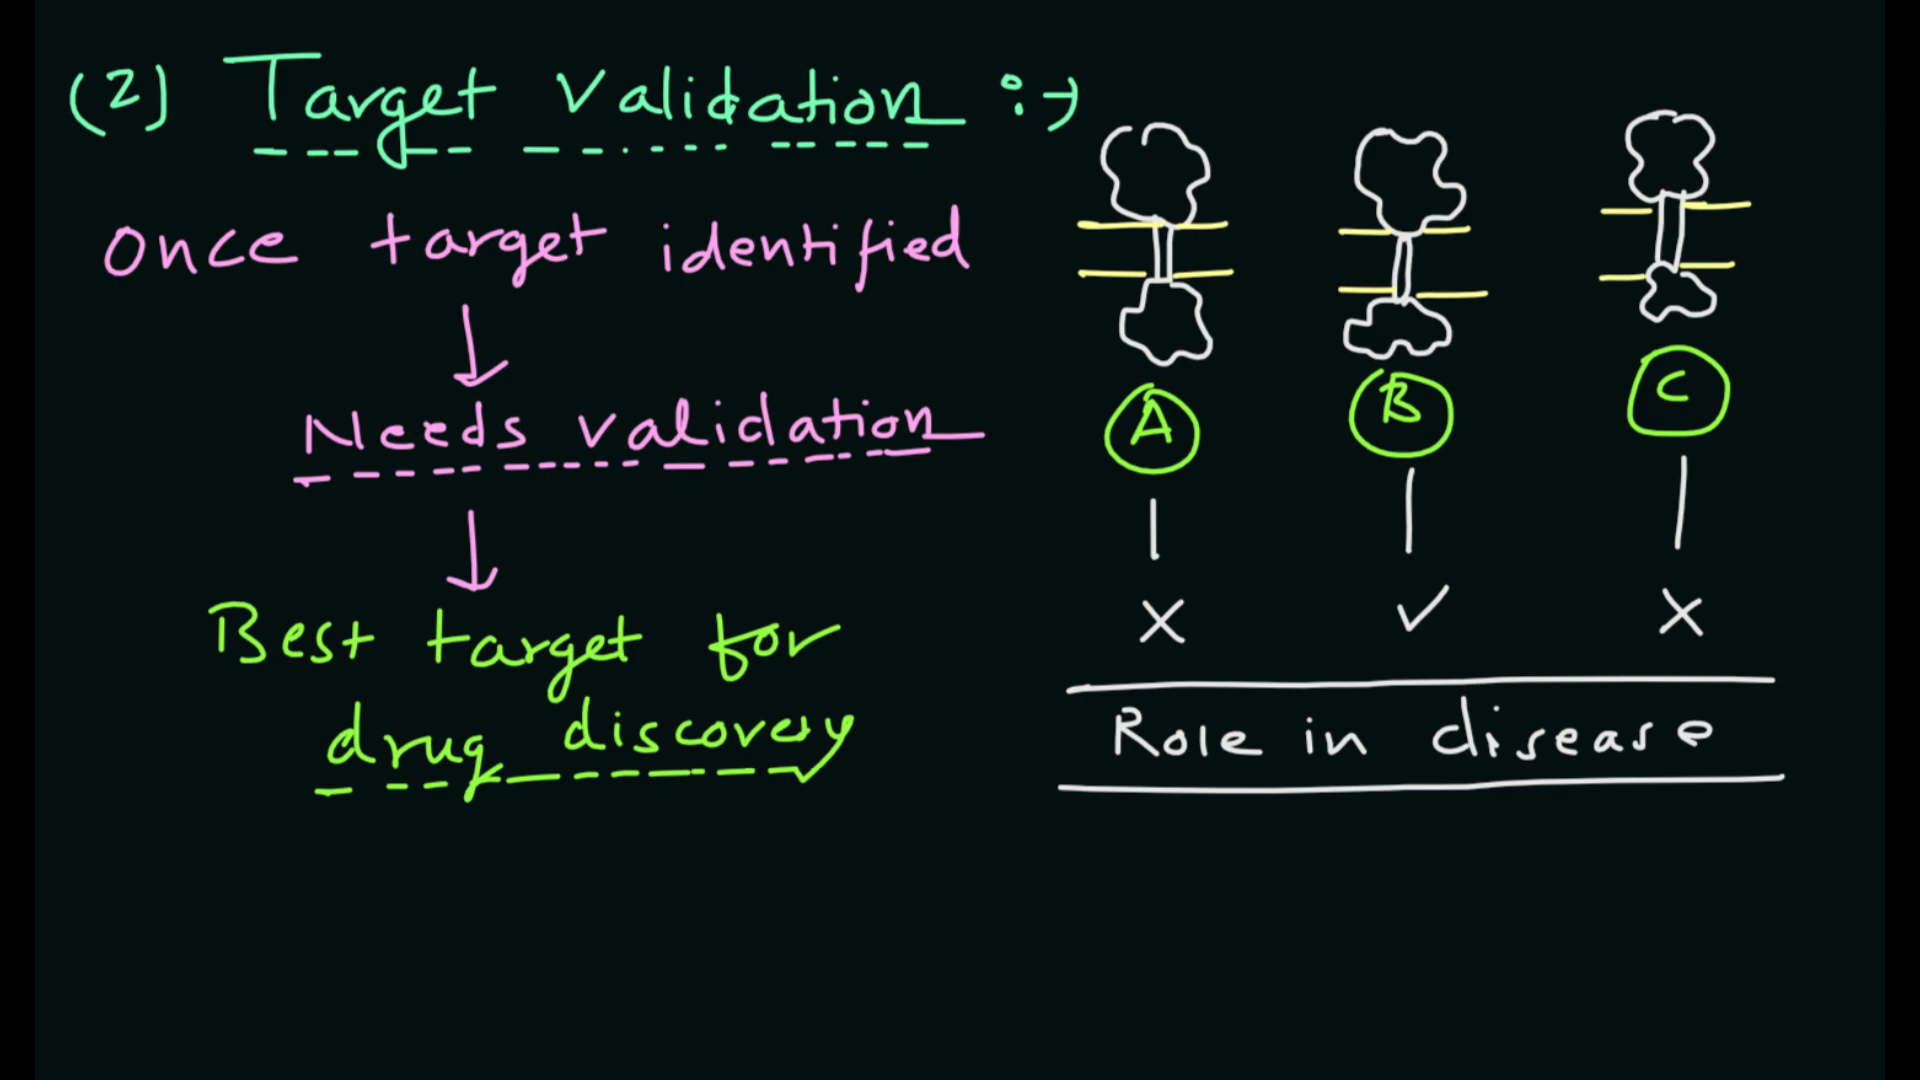 (2) Target Validation :-)
once target identified
↓
Needs validation
↓
Best target for
drug discovery
A B C
X ✓ X
Role in disease